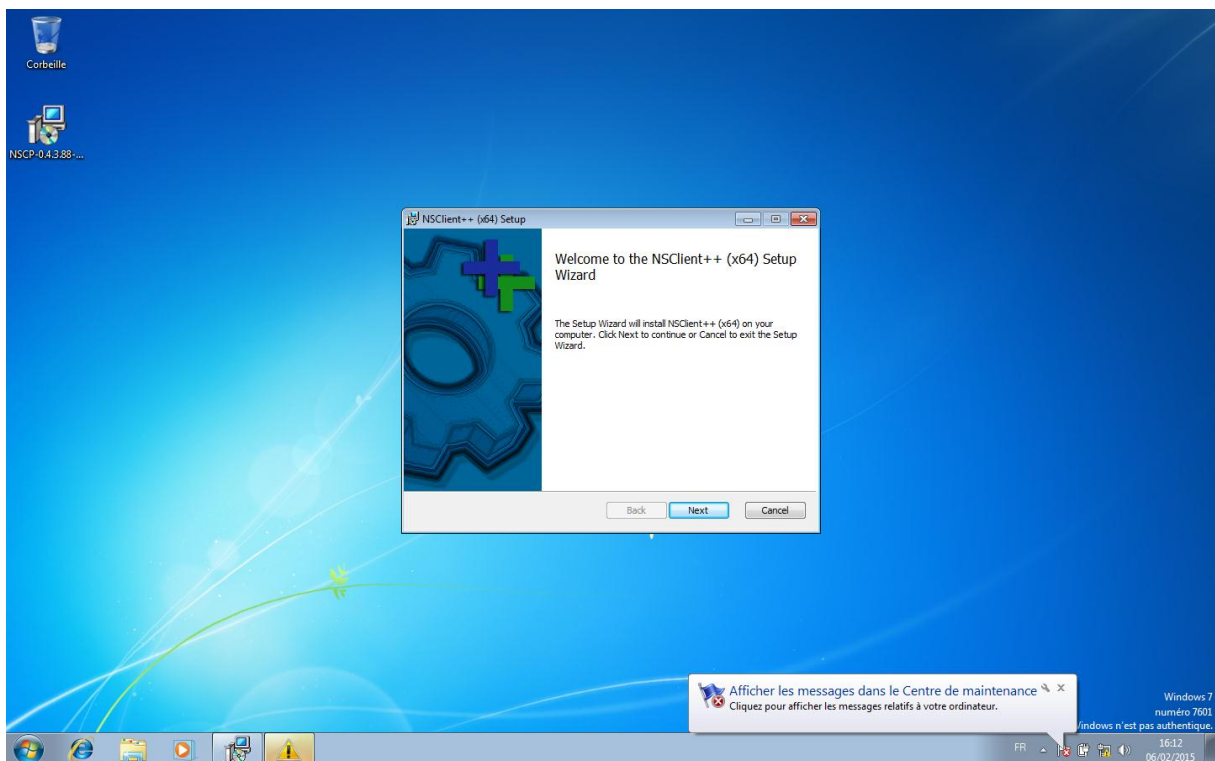 Corbeille
NSCP-0.4.3.88-...
NSClient++ (x64) Setup
Welcome to the NSClient++ (x64) Setup
Wizard
The Setup Wizard will install NSClient++ (x64) on your
computer. Click Next to continue or Cancel to exit the Setup
Wizard.
Back
Next
Cancel
Afficher les messages dans le Centre de maintenance
Cliquez pour afficher les messages relatifs à votre ordinateur.
Windows 7
numéro 7601
n'est pas authentique.
FR
16:12
06/02/2015